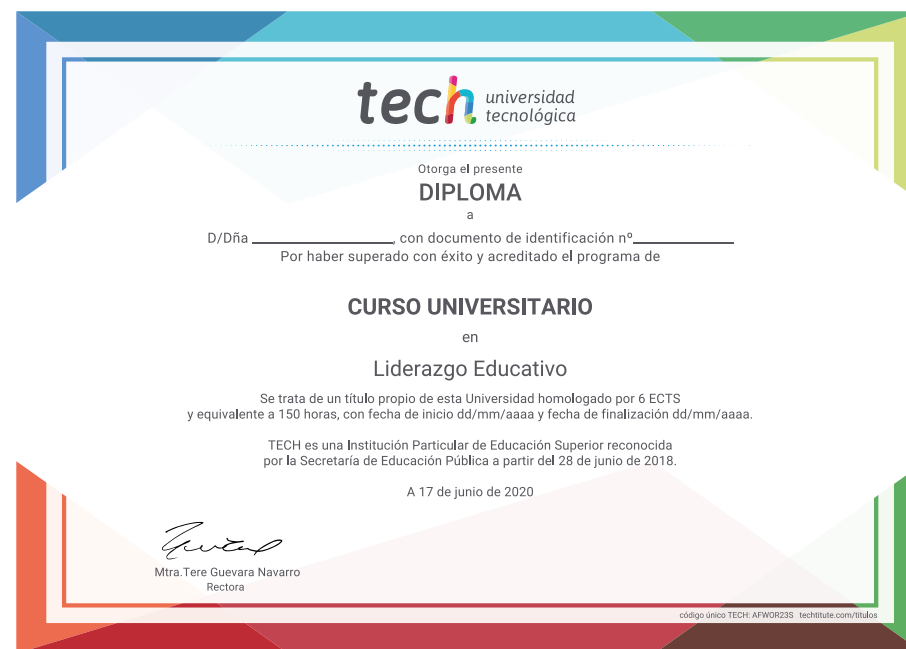 tech universidad
tecnológica
Otorga el presente
DIPLOMA
a
D/Dña ____________________, con documento de identificación nº______________
Por haber superado con éxito y acreditado el programa de
CURSO UNIVERSITARIO
en
Liderazgo Educativo
Se trata de un título propio de esta Universidad homologado por 6 ECTS
y equivalente a 150 horas, con fecha de inicio dd/mm/aaaa y fecha de finalización dd/mm/aaaa.
TECH es una Institución Particular de Educación Superior reconocida
por la Secretaría de Educación Pública a partir del 28 de junio de 2018.
A 17 de junio de 2020
Mtra.Tere Guevara Navarro
Rectora
código único TECH: AFWOR23S techtitute.com/titulos